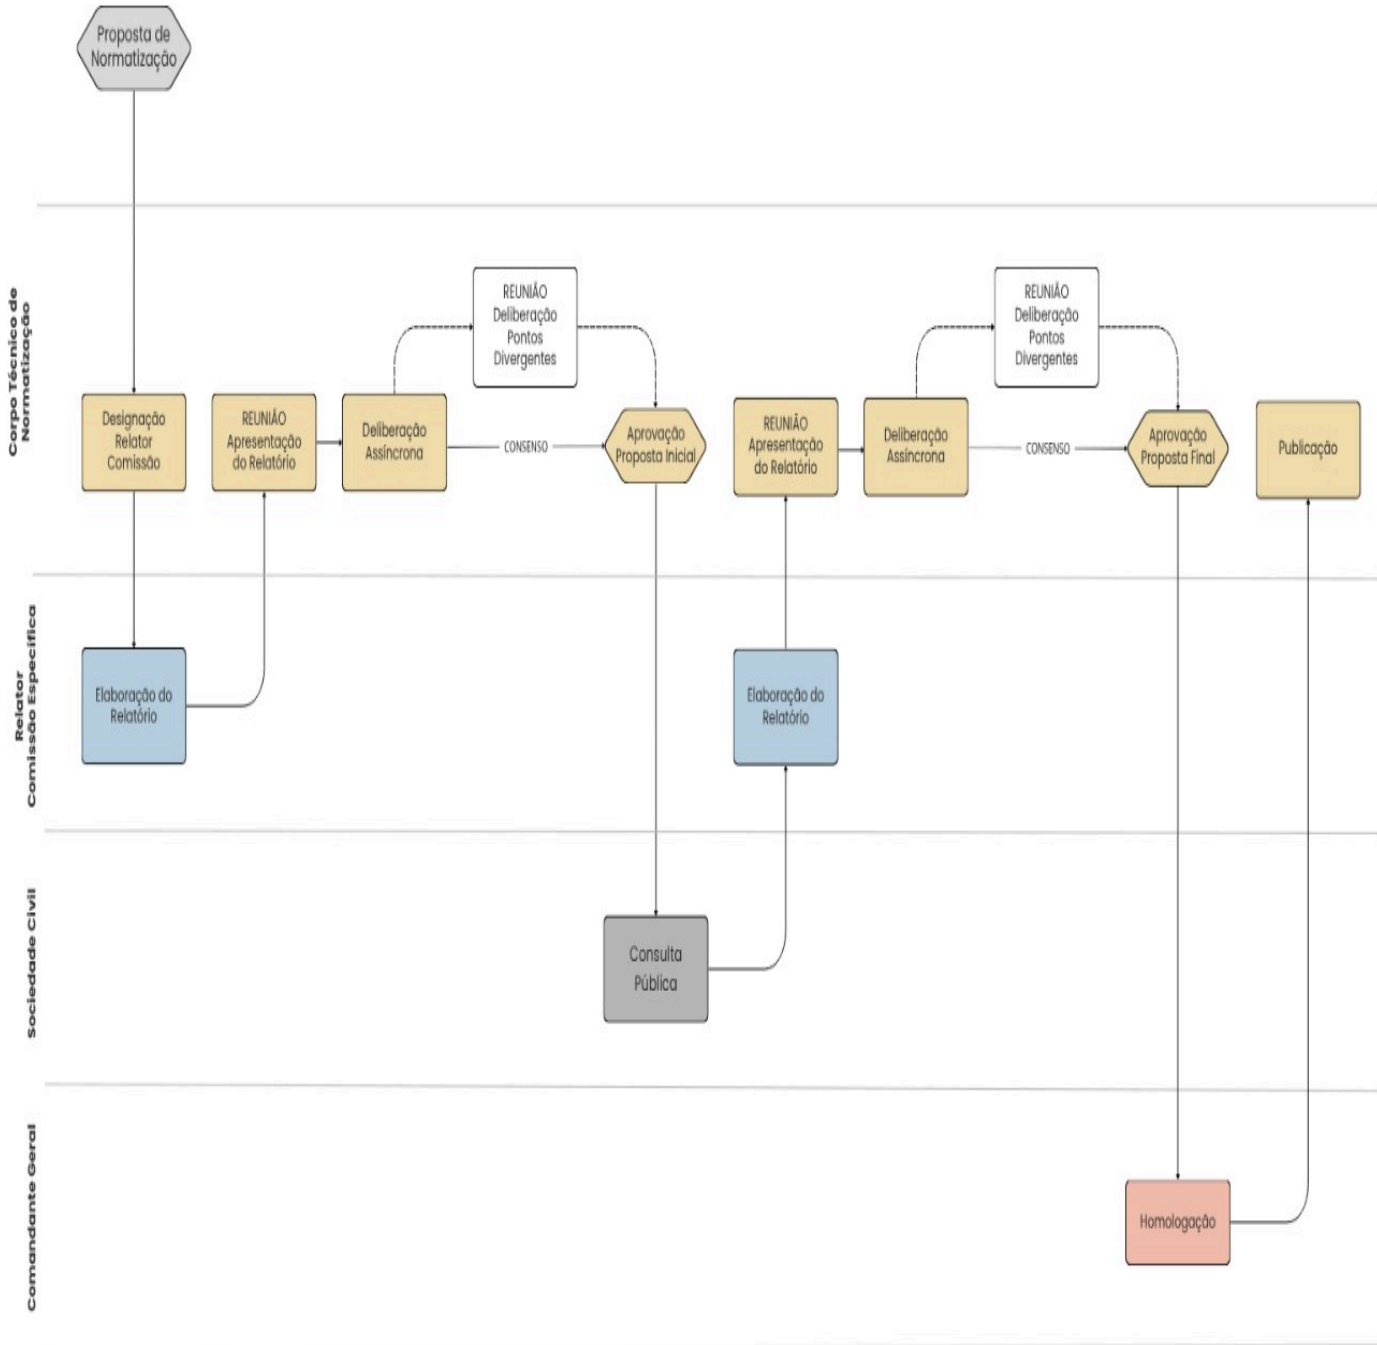 Proposta de
Normatização
Corpo Técnico de
Normatização
REUNIÃO
Deliberação
Pontos
Divergentes
REUNIÃO
Deliberação
Pontos
Divergentes
Designação
Relator
Comissão
REUNIÃO
Apresentação
do Relatório
Deliberação
Assíncrona
CONSENSO
Aprovação
Proposta Inicial
REUNIÃO
Apresentação
do Relatório
Deliberação
Assíncrona
CONSENSO
Aprovação
Proposta Final
Publicação
Relator
Comissão Específica
Elaboração do
Relatório
Elaboração do
Relatório
Sociedade Civil
Consulta
Pública
Comandante Geral
Homologação